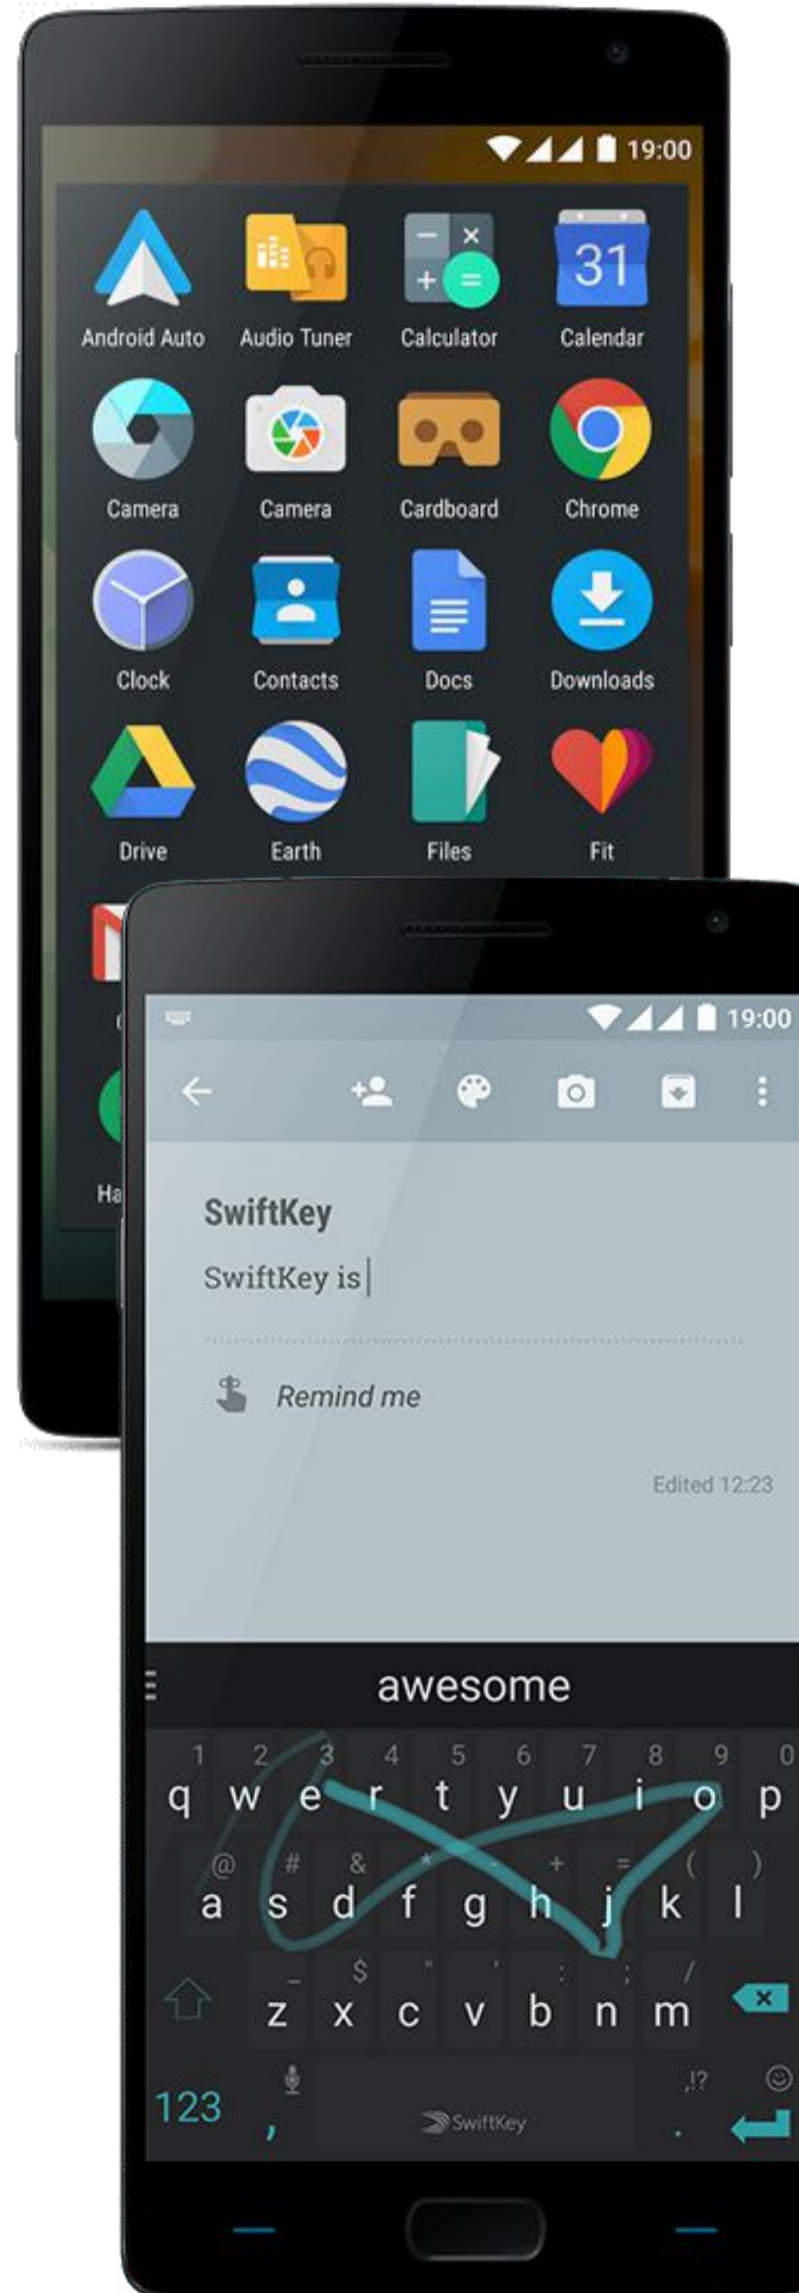 19:00
31
Android Auto Audio Tuner Calculator Calendar
Camera Camera Cardboard Chrome
Clock Contacts Docs Downloads
Drive Earth Files Fit
19:00
SwiftKey
SwiftKey is
Remind me
Edited 12:23
awesome
1 2 3 4 5 6 7 8 9 0
q w e r t y u i o p
@ # & * - + = ( )
a s d f g h j k l
_ $ " ' : ; /
z x c v b n m
,!?
123 , SwiftKey .